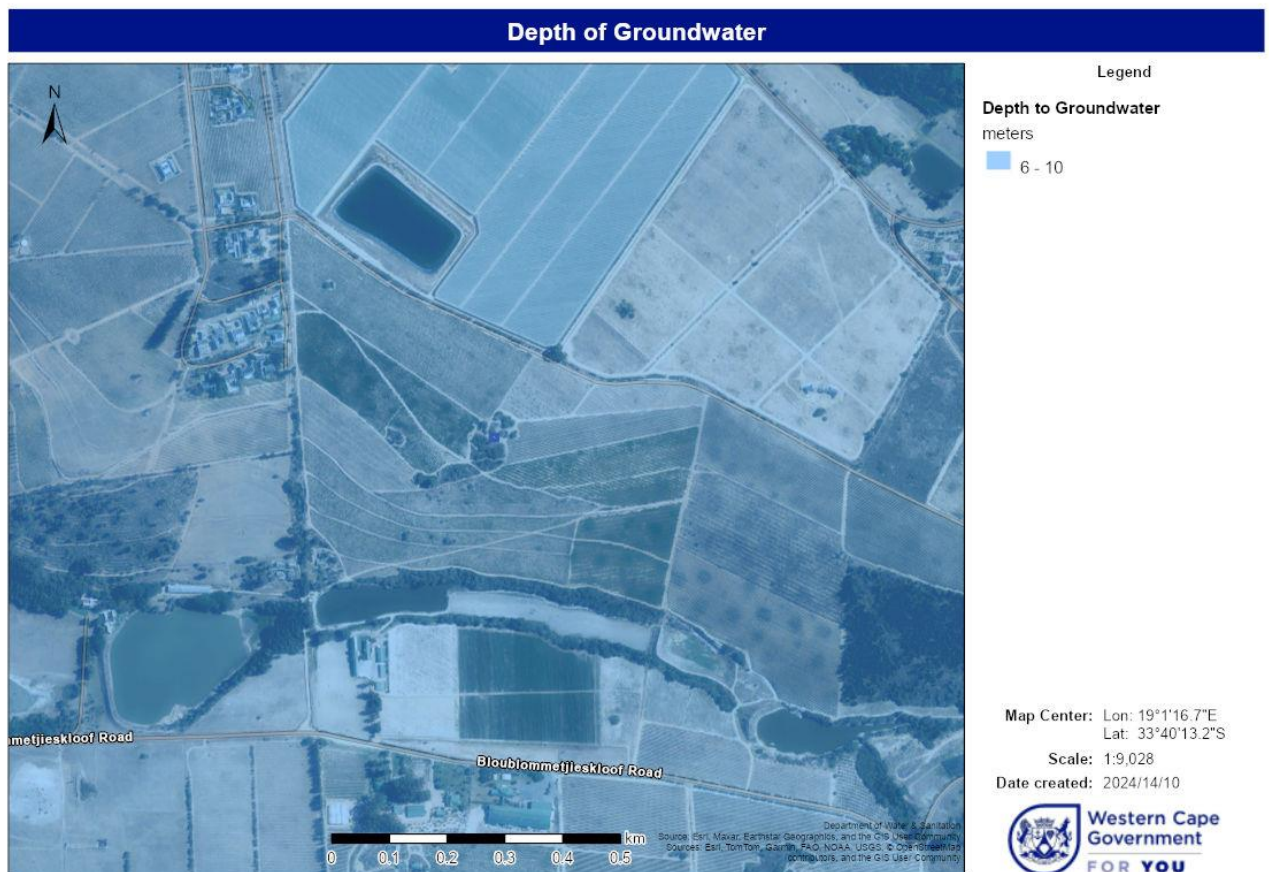 Depth of Groundwater
N
Legend
Depth to Groundwater
meters
6 - 10
mmetjieskloof Road
Bloublommetjieskloof Road
km
0 0.1 0.2 0.3 0.4 0.5
Department of Water & Sanitation
Source: Esri, Maxar, Earthstar Geographics, and the GIS User Community
Sources: Esri, TomTom, Garmin, FAO, NOAA, USGS, © OpenStreetMap
contributors, and the GIS User Community
Map Center: Lon: 19°1'16.7"E
Lat: 33°40'13.2"S
Scale: 1:9,028
Date created: 2024/14/10
Western Cape
Government
FOR YOU